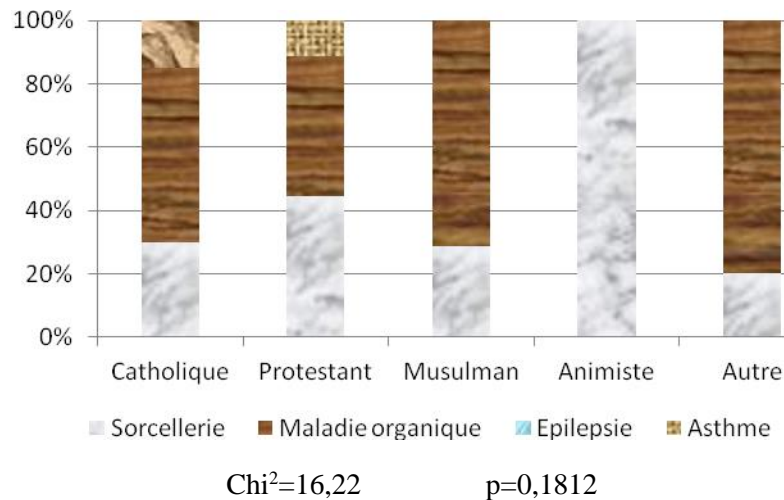 100%
80%
60%
40%
20%
0%
Catholique Protestant Musulman Animiste Autre
Sorcellerie Maladie organique Epilepsie Asthme
Chi²=16,22 p=0,1812